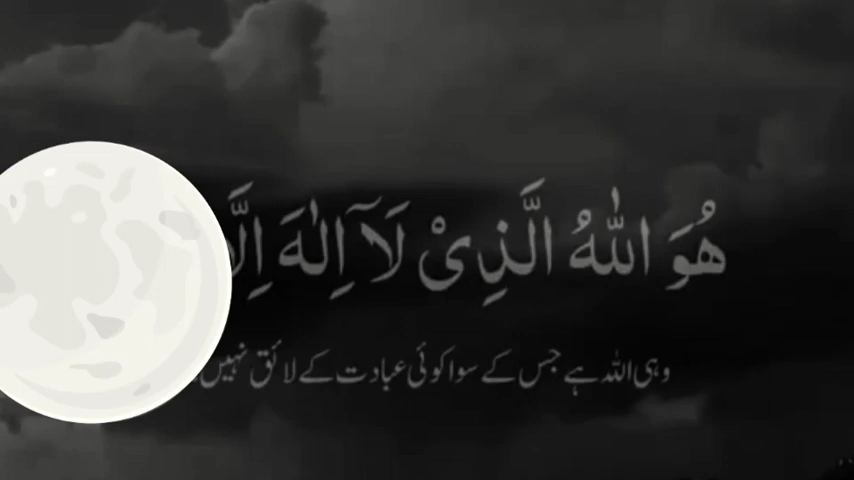 هُوَ اللّٰهُ الَّذِیْ لَآ اِلٰهَ اِلَّا
وہی اللہ ہے جس کے سوا کوئی عبادت کے لائق نہیں